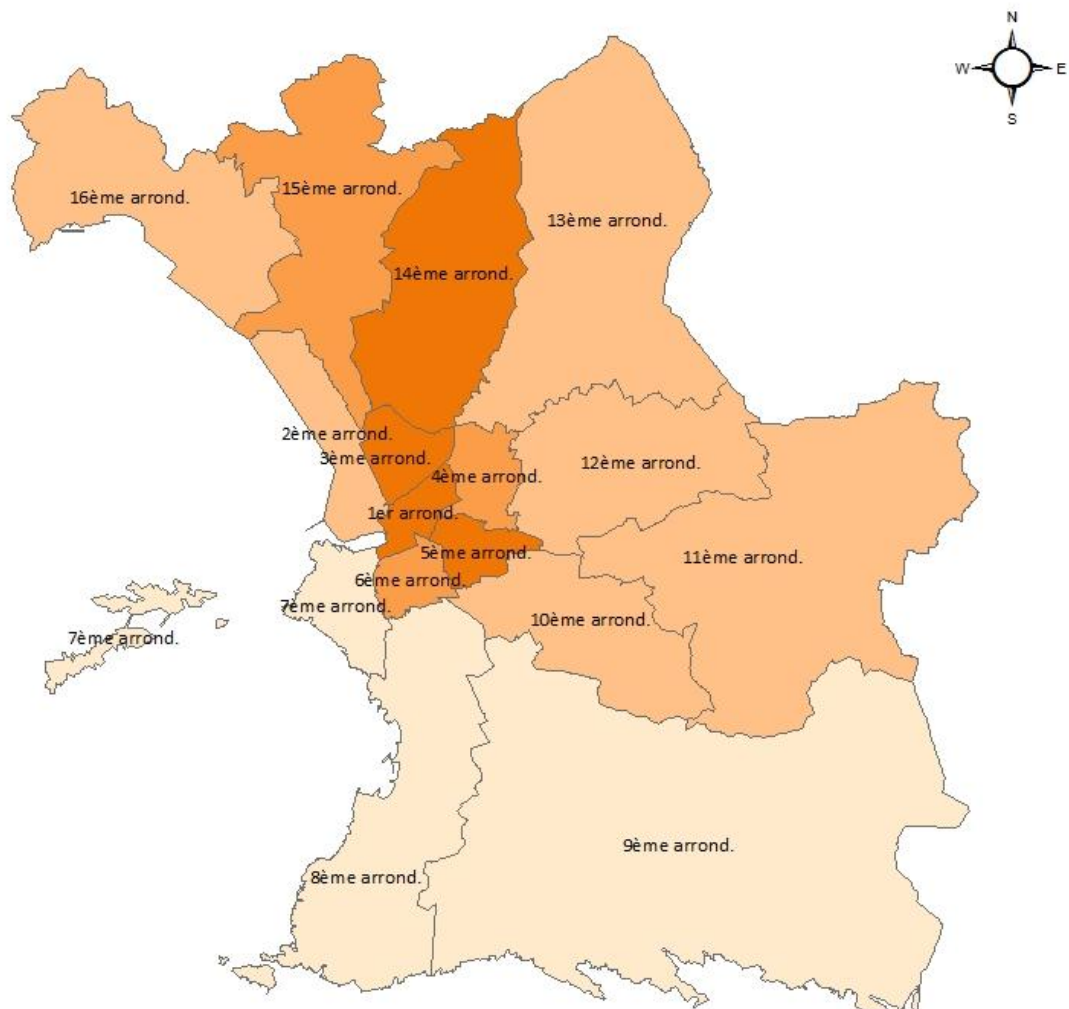 N
W E
S
16ème arrond.
15ème arrond.
13ème arrond.
14ème arrond.
2ème arrond.
3ème arrond.
4ème arrond.
12ème arrond.
1er arrond.
5ème arrond.
11ème arrond.
6ème arrond.
7ème arrond.
10ème arrond.
7ème arrond.
9ème arrond.
8ème arrond.